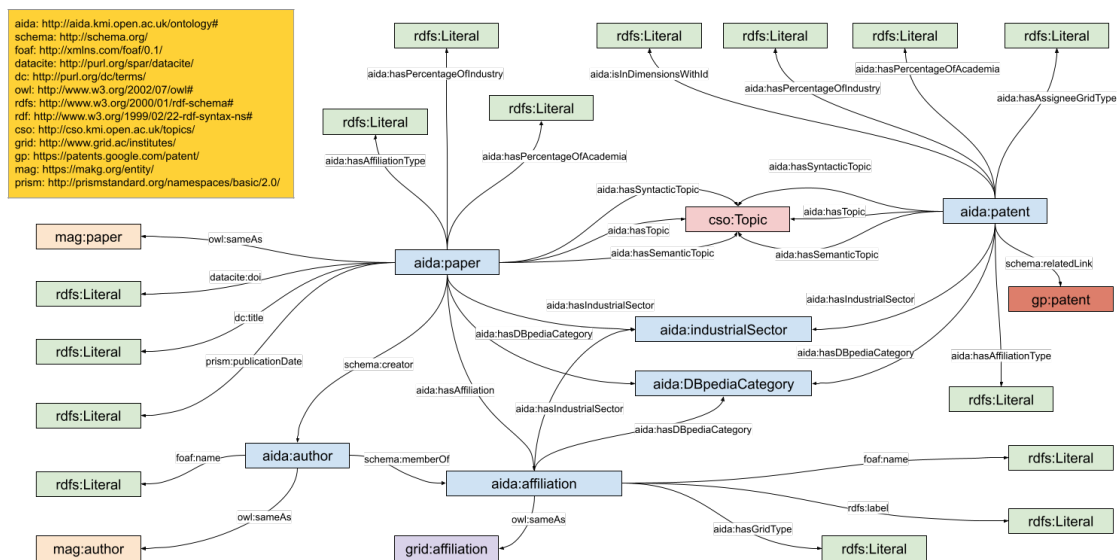 aida: http://aida.kmi.open.ac.uk/ontology#
schema: http://schema.org/
foaf: http://xmlns.com/foaf/0.1/
datacite: http://purl.org/spar/datacite/
dc: http://purl.org/dc/terms/
owl: http://www.w3.org/2002/07/owl#
rdfs: http://www.w3.org/2000/01/rdf-schema#
rdf: http://www.w3.org/1999/02/22-rdf-syntax-ns#
cso: http://cso.kmi.open.ac.uk/topics/
grid: http://www.grid.ac/institutes/
gp: https://patents.google.com/patent/
mag: https://makg.org/entity/
prism: http://prismstandard.org/namespaces/basic/2.0/
rdfs:Literal
rdfs:Literal
rdfs:Literal
rdfs:Literal
rdfs:Literal
aida:hasPercentageOfIndustry
aida:isInDimensionsWithId
aida:hasPercentageOfAcademia
aida:hasPercentageOfIndustry
aida:hasAssigneeGridType
rdfs:Literal
rdfs:Literal
aida:hasAffiliationType
aida:hasPercentageOfAcademia
aida:hasSyntacticTopic
aida:hasSyntacticTopic
cso:Topic
aida:hasTopic
aida:patent
aida:hasTopic
mag:paper
owl:sameAs
aida:hasSemanticTopic
aida:hasSemanticTopic
aida:paper
schema:relatedLink
datacite:doi
rdfs:Literal
gp:patent
aida:hasIndustrialSector
aida:hasIndustrialSector
dc:title
aida:hasDBpediaCategory
aida:industrialSector
rdfs:Literal
prism:publicationDate
schema:creator
aida:hasDBpediaCategory
aida:hasAffiliationType
aida:DBpediaCategory
aida:hasAffiliation
rdfs:Literal
rdfs:Literal
aida:hasIndustrialSector
aida:hasDBpediaCategory
foaf:name
aida:author
schema:memberOf
foaf:name
rdfs:Literal
rdfs:Literal
aida:affiliation
owl:sameAs
owl:sameAs
rdfs:label
rdfs:Literal
aida:hasGridType
mag:author
grid:affiliation
rdfs:Literal